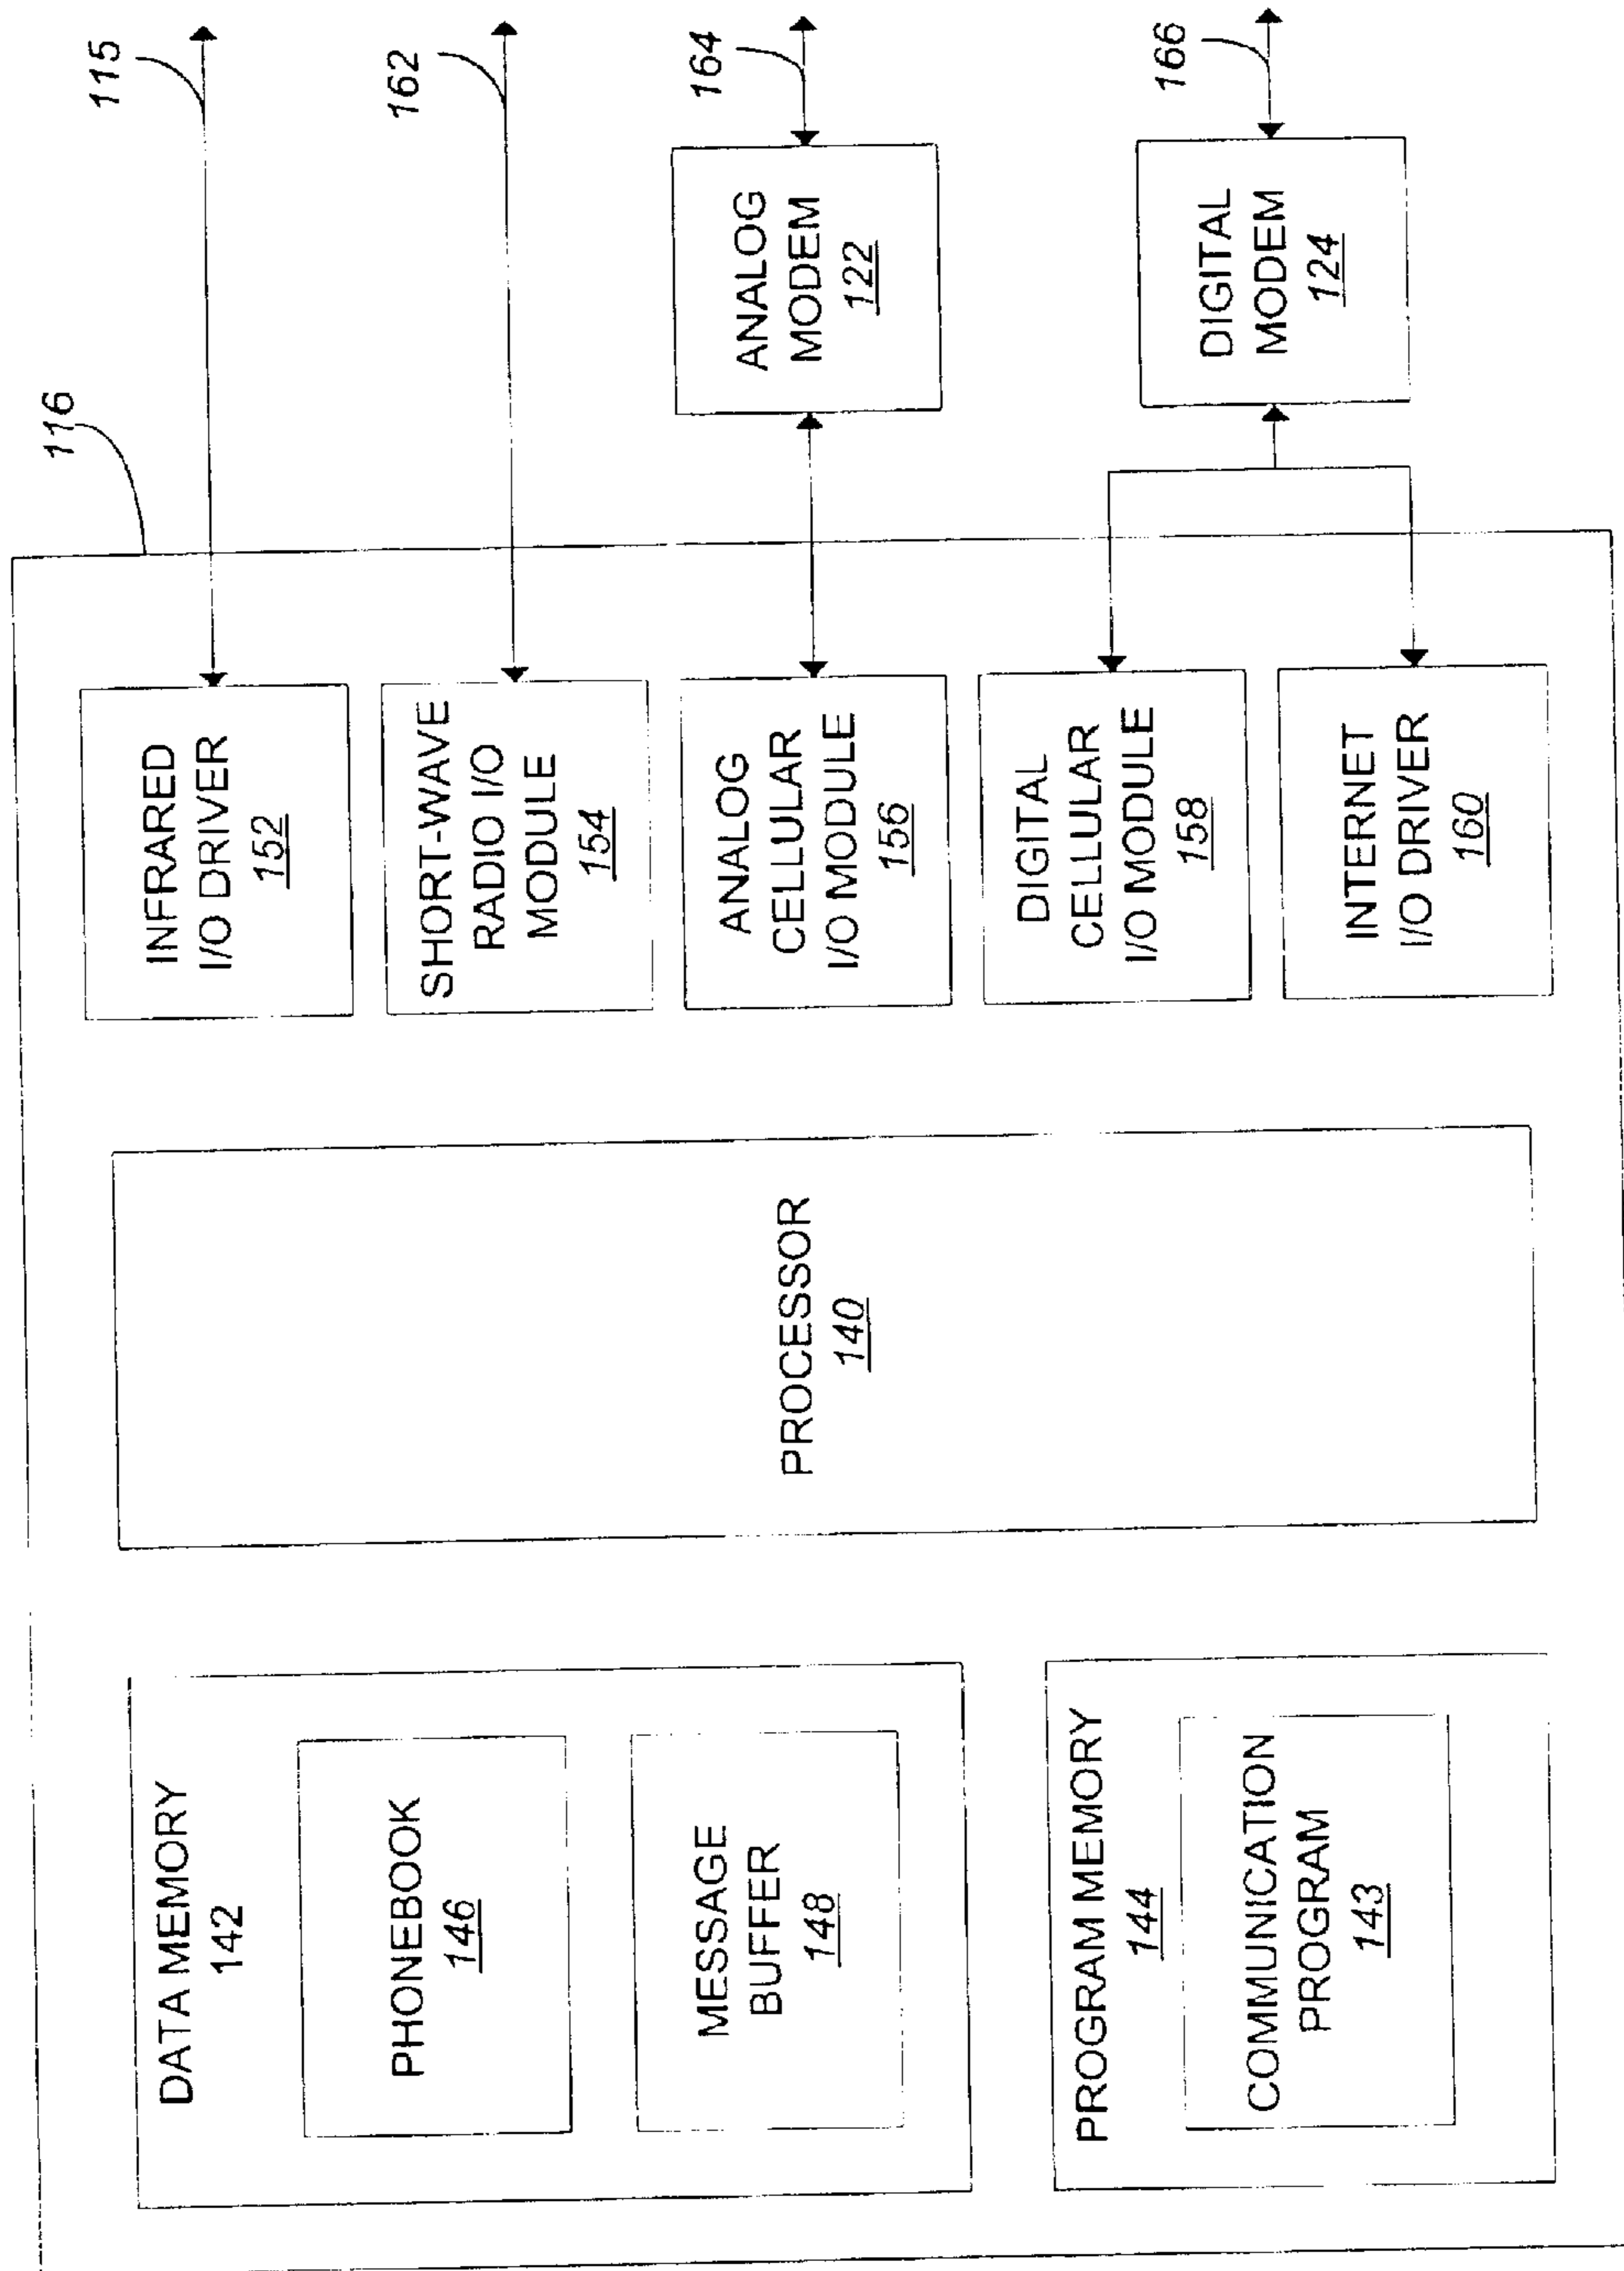 116
115
162
164
166
DATA MEMORY
142
PHONEBOOK
146
MESSAGE
BUFFER
148
PROGRAM MEMORY
144
COMMUNICATION
PROGRAM
143
PROCESSOR
140
INFRARED
I/O DRIVER
152
SHORT-WAVE
RADIO I/O
MODULE
154
ANALOG
CELLULAR
I/O MODULE
156
DIGITAL
CELLULAR
I/O MODULE
158
INTERNET
I/O DRIVER
160
ANALOG
MODEM
122
DIGITAL
MODEM
124